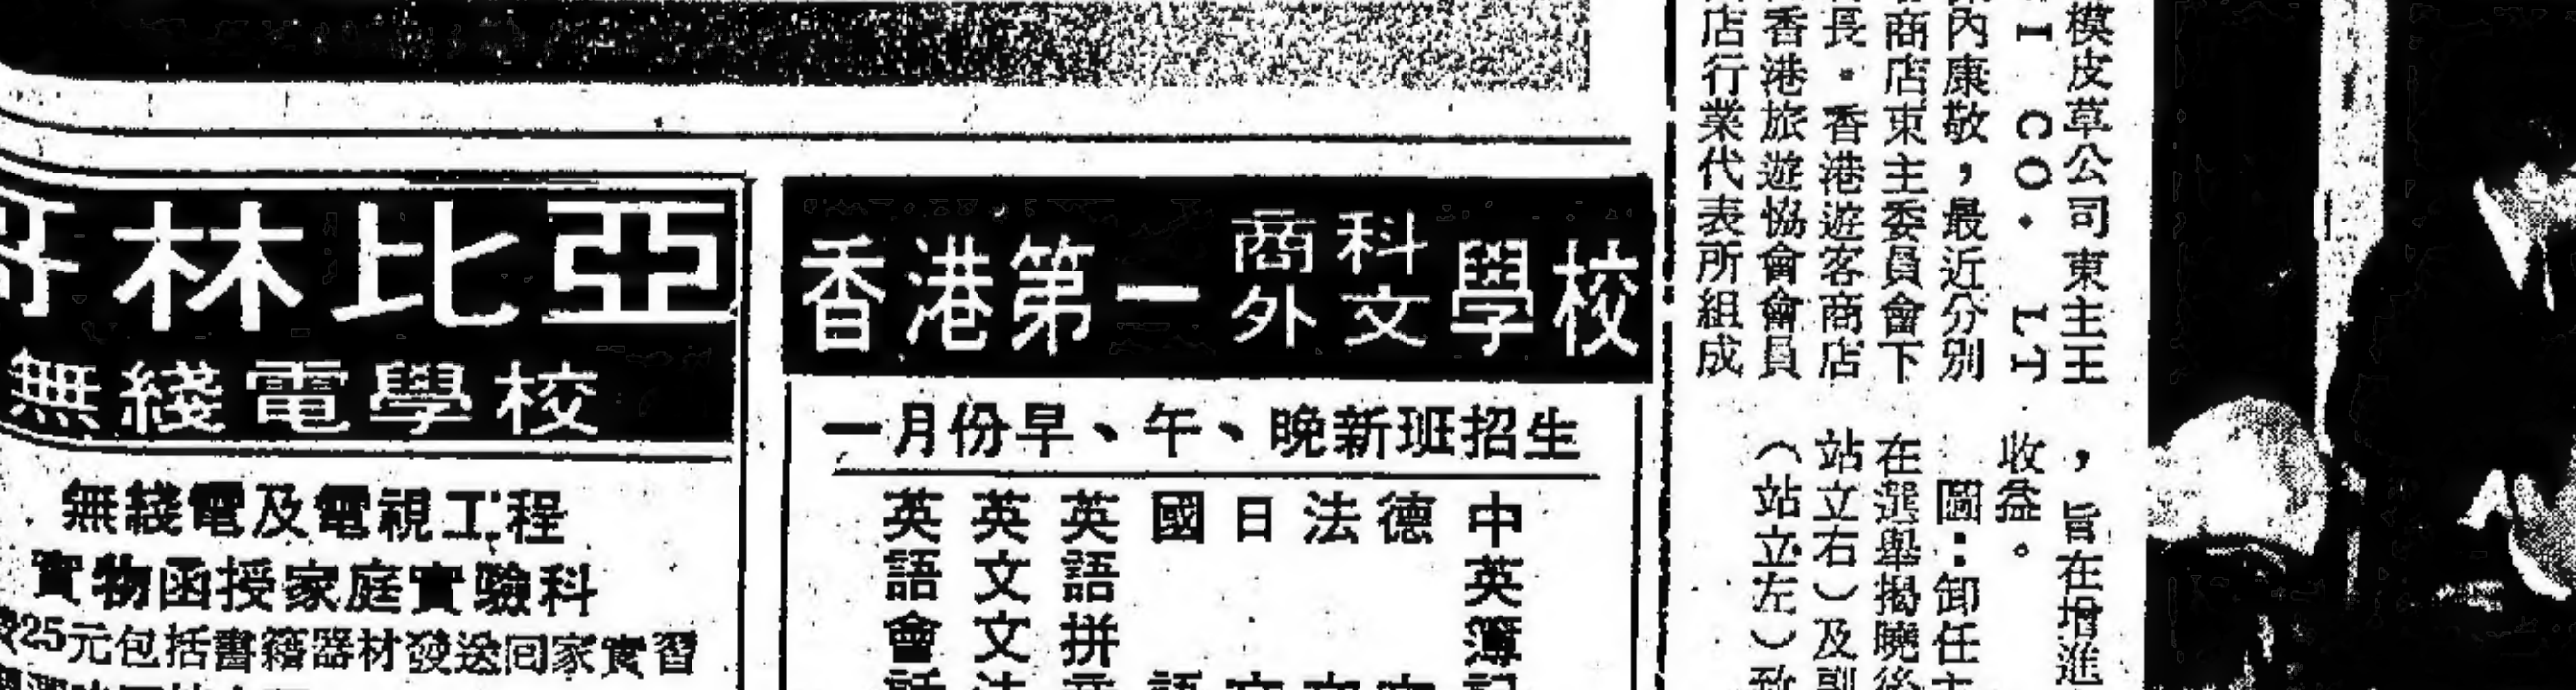 哥林比亞
無綫電學校
無綫電及電視工程
實物函授家庭實驗科
25元包括書籍器材發送回家實習
香港第一商科外文學校
一月份早、午、晚新班招生
中英簿記
德
法
日
國語
英語拼音
英文文法
英語會話
模皮草公司東主王
I CO. LT
內康敬，最近分別
商店東主委員會下
長。香港遊客商店
香港旅遊協會會員
店行業代表所組成
，旨在增進
收益。
圖：卸任主
在選舉揭曉後
站立右）及副
（站立左）致